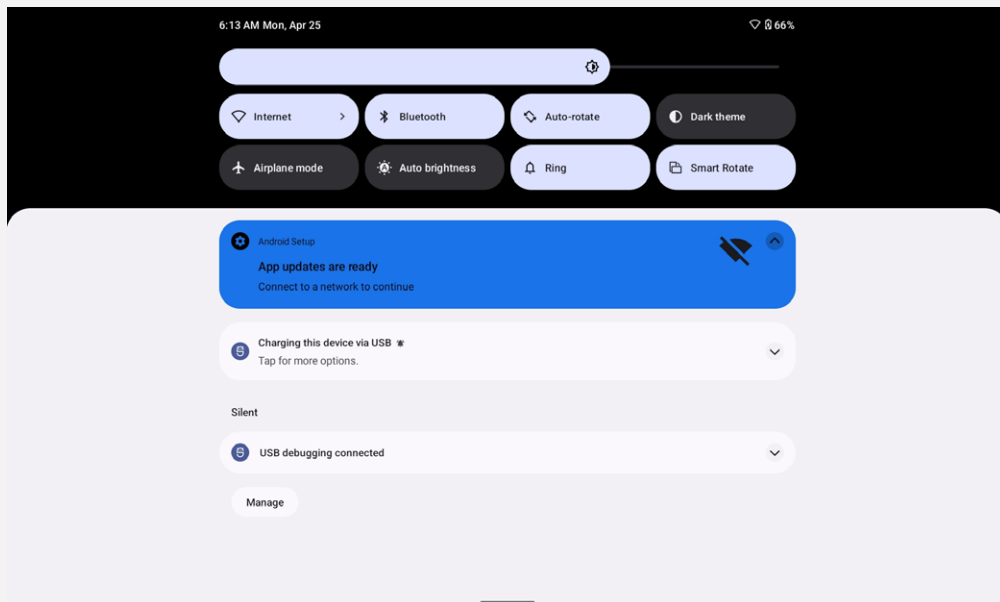 6:13 AM Mon, Apr 25
66%
Internet
Bluetooth
Auto-rotate
Dark theme
Airplane mode
Auto brightness
Ring
Smart Rotate
Android Setup
App updates are ready
Connect to a network to continue
Charging this device via USB
Tap for more options.
Silent
USB debugging connected
Manage